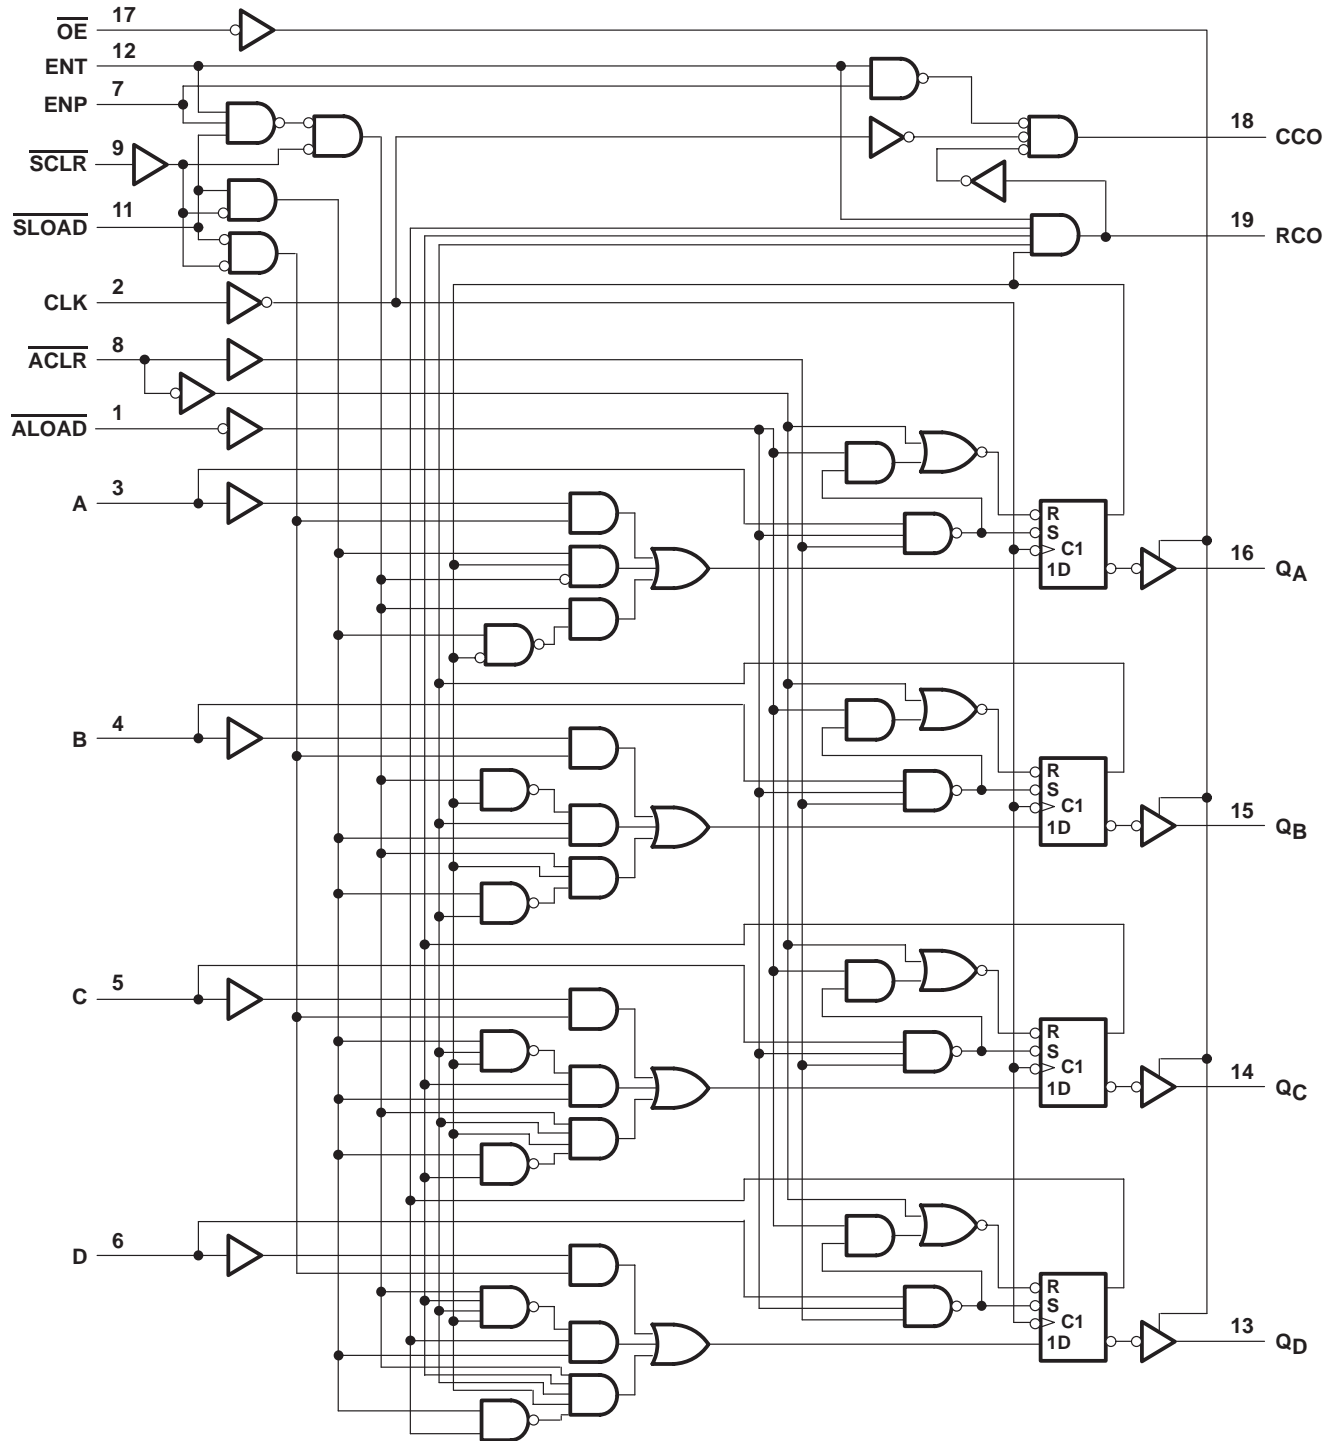 OE 17
ENT 12
ENP 7
SCLR 9
SLOAD 11
CLK 2
ACLR 8
ALOAD 1
18 CCO
19 RCO
A 3
R
S
C1
1D
16 QA
B 4
R
S
C1
1D
15 QB
C 5
R
S
C1
1D
14 QC
D 6
R
S
C1
1D
13 QD